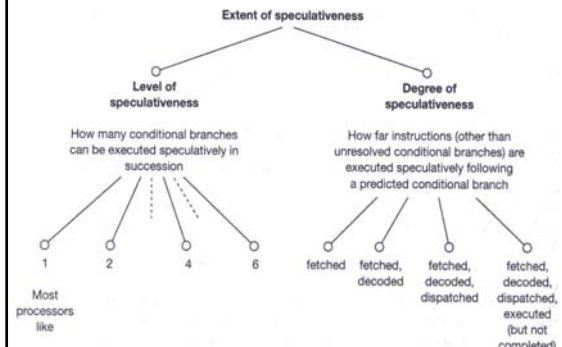 Extent of speculativeness
Level of
speculativeness
How many conditional branches
can be executed speculatively in
succession
1
2
4
6
Most
processors
like
Degree of
speculativeness
How far instructions (other than
unresolved conditional branches) are
executed speculatively following
a predicted conditional branch
fetched
fetched,
decoded
fetched,
decoded,
dispatched
fetched,
decoded,
dispatched,
executed
(but not
completed)